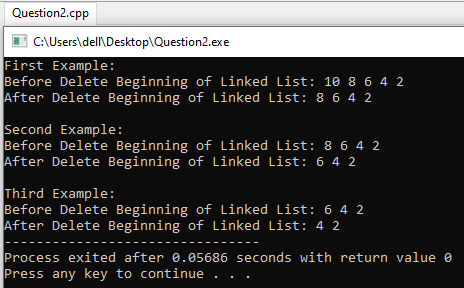 Question2.cpp
C:\Users\dell\Desktop\Question2.exe
First Example:
Before Delete Beginning of Linked List: 10 8 6 4 2
After Delete Beginning of Linked List: 8 6 4 2
Second Example:
Before Delete Beginning of Linked List: 8 6 4 2
After Delete Beginning of Linked List: 6 4 2
Third Example:
Before Delete Beginning of Linked List: 6 4 2
After Delete Beginning of Linked List: 4 2
--------------------------------
Process exited after 0.05686 seconds with return value 0
Press any key to continue . . .